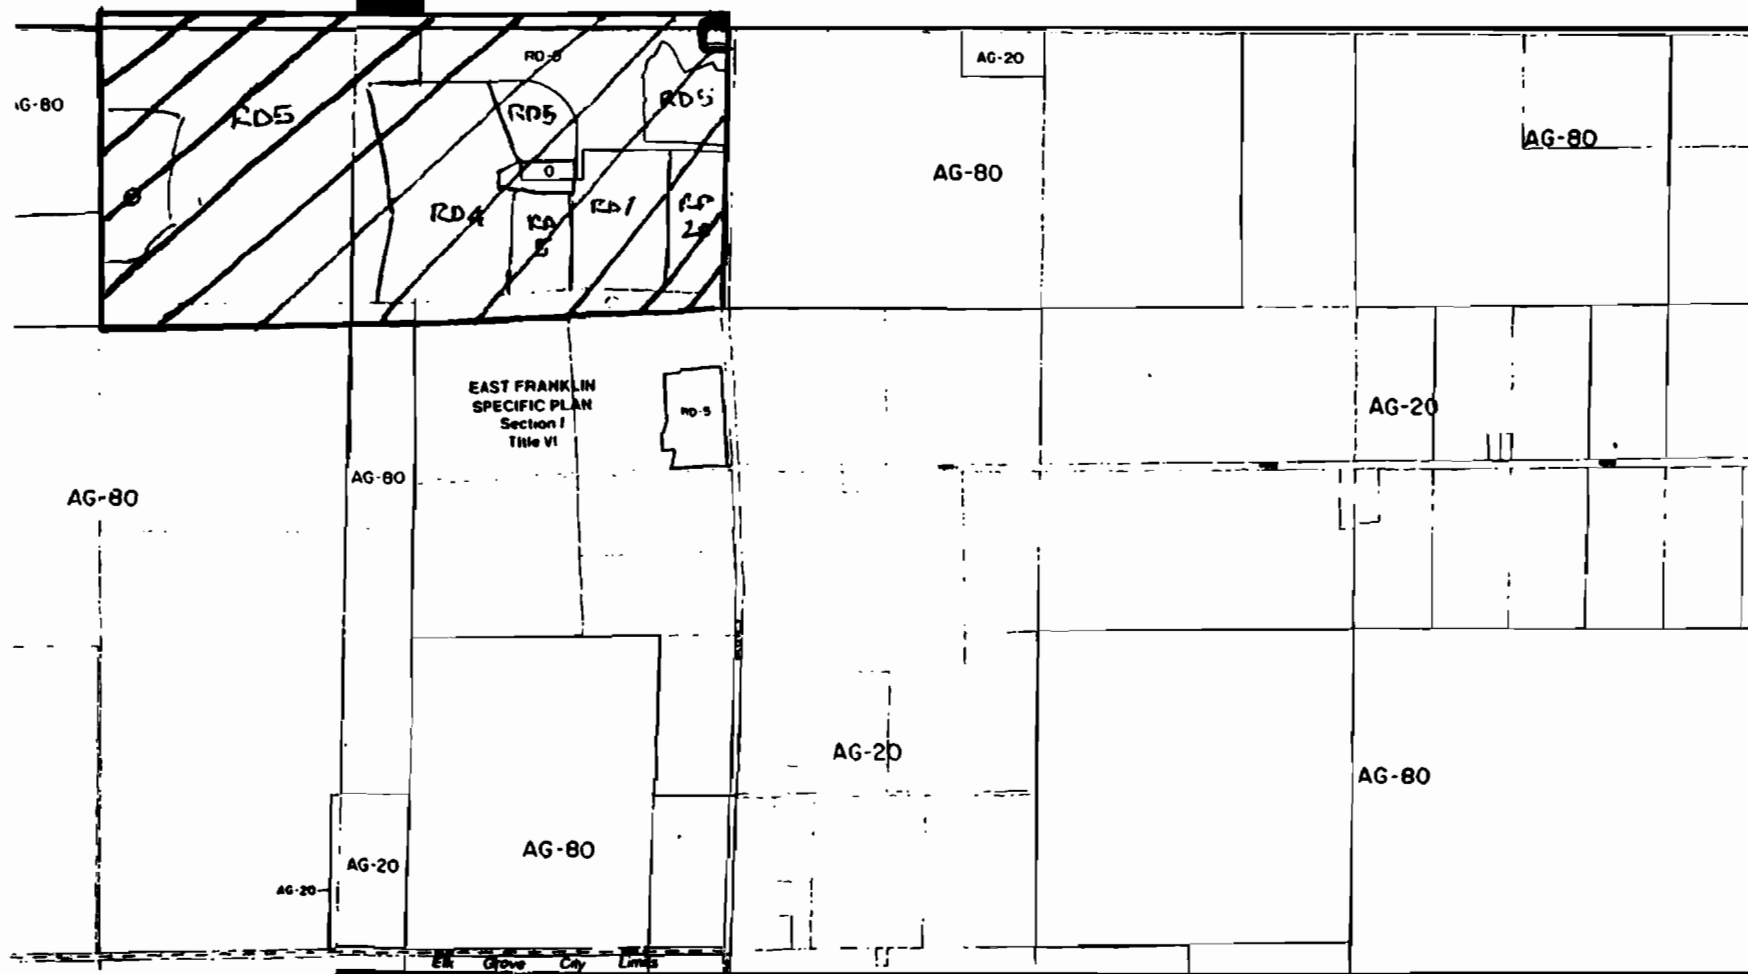 AG-20
RD-5
AG-80
RD5
RD5
RD5
AG-80
AG-80
O
RD4
RD1
RD
EAST FRANKLIN
SPECIFIC PLAN
Section I
Title VI
RD-5
AG-20
AG-80
AG-80
AG-20
AG-80
AG-80
AG-20
AG-20
Elk Grove City Limits